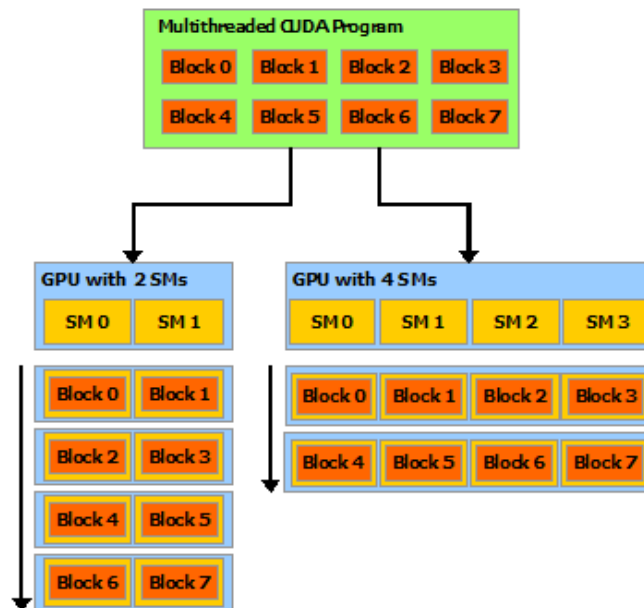 Multithreaded CUDA Program
Block 0 Block 1 Block 2 Block 3
Block 4 Block 5 Block 6 Block 7
GPU with 2 SMs
SM 0 SM 1
Block 0 Block 1
Block 2 Block 3
Block 4 Block 5
Block 6 Block 7
GPU with 4 SMs
SM 0 SM 1 SM 2 SM 3
Block 0 Block 1 Block 2 Block 3
Block 4 Block 5 Block 6 Block 7